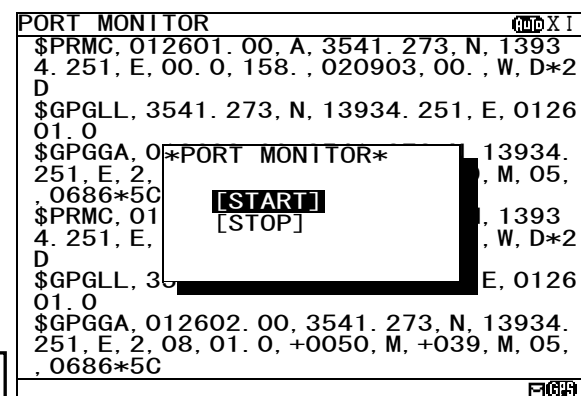 PORT MONITOR AUTO X I
$PRMC, 012601. 00, A, 3541. 273, N, 1393
4. 251, E, 00. 0, 158. , 020903, 00. , W, D*2
D
$GPGLL, 3541. 273, N, 13934. 251, E, 0126
01. 0
$GPGGA, 0 13934.
251, E, 2, , M, 05,
, 0686*5C
$PRMC, 01 , 1393
4. 251, E, , W, D*2
D
$GPGLL, 35 E, 0126
01. 0
*PORT MONITOR*
[START]
[STOP]
$GPGGA, 012602. 00, 3541. 273, N, 13934.
251, E, 2, 08, 01. 0, +0050, M, +039, M, 05,
, 0686*5C
GPS